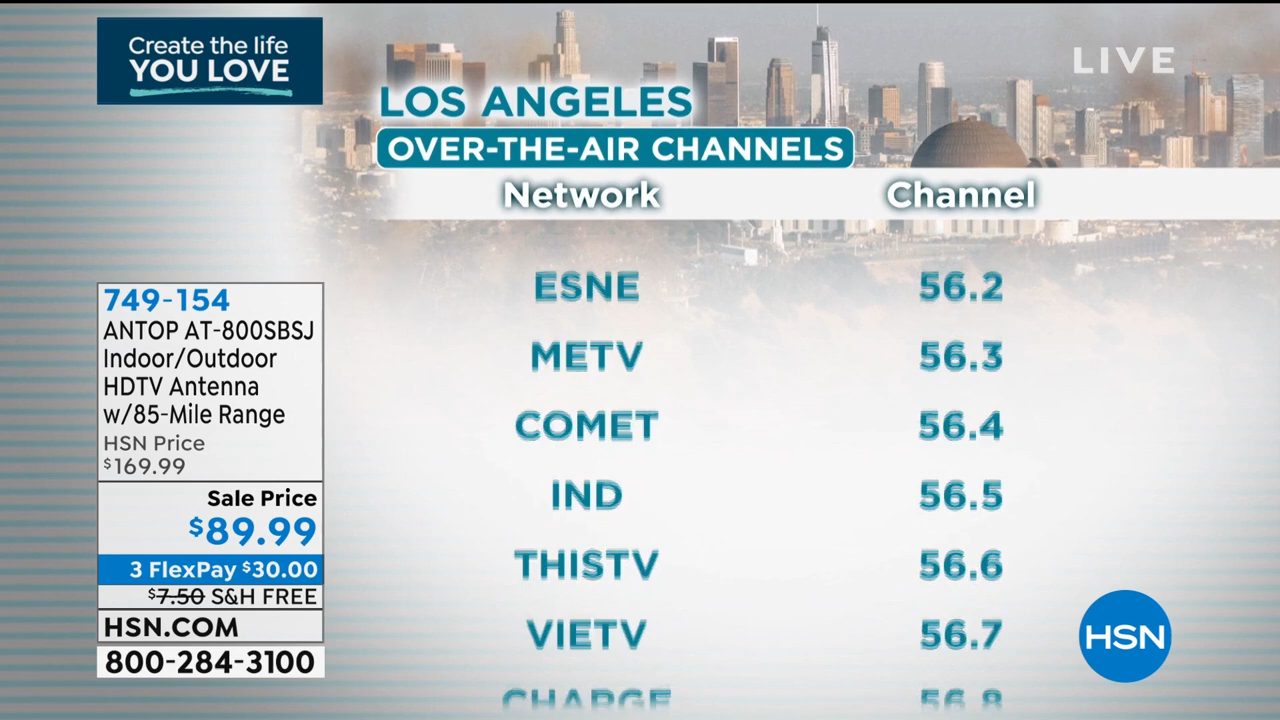 Create the life
YOU LOVE
LIVE
LOS ANGELES
OVER-THE-AIR CHANNELS
Network Channel
ESNE 56.2
METV 56.3
COMET 56.4
IND 56.5
THISTV 56.6
VIETV 56.7
CHARGE 56.8
749-154
ANTOP AT-800SBSJ
Indoor/Outdoor
HDTV Antenna
w/85-Mile Range
HSN Price
$169.99
Sale Price
$89.99
3 FlexPay $30.00
$7.50 S&H FREE
HSN.COM
800-284-3100
HSN